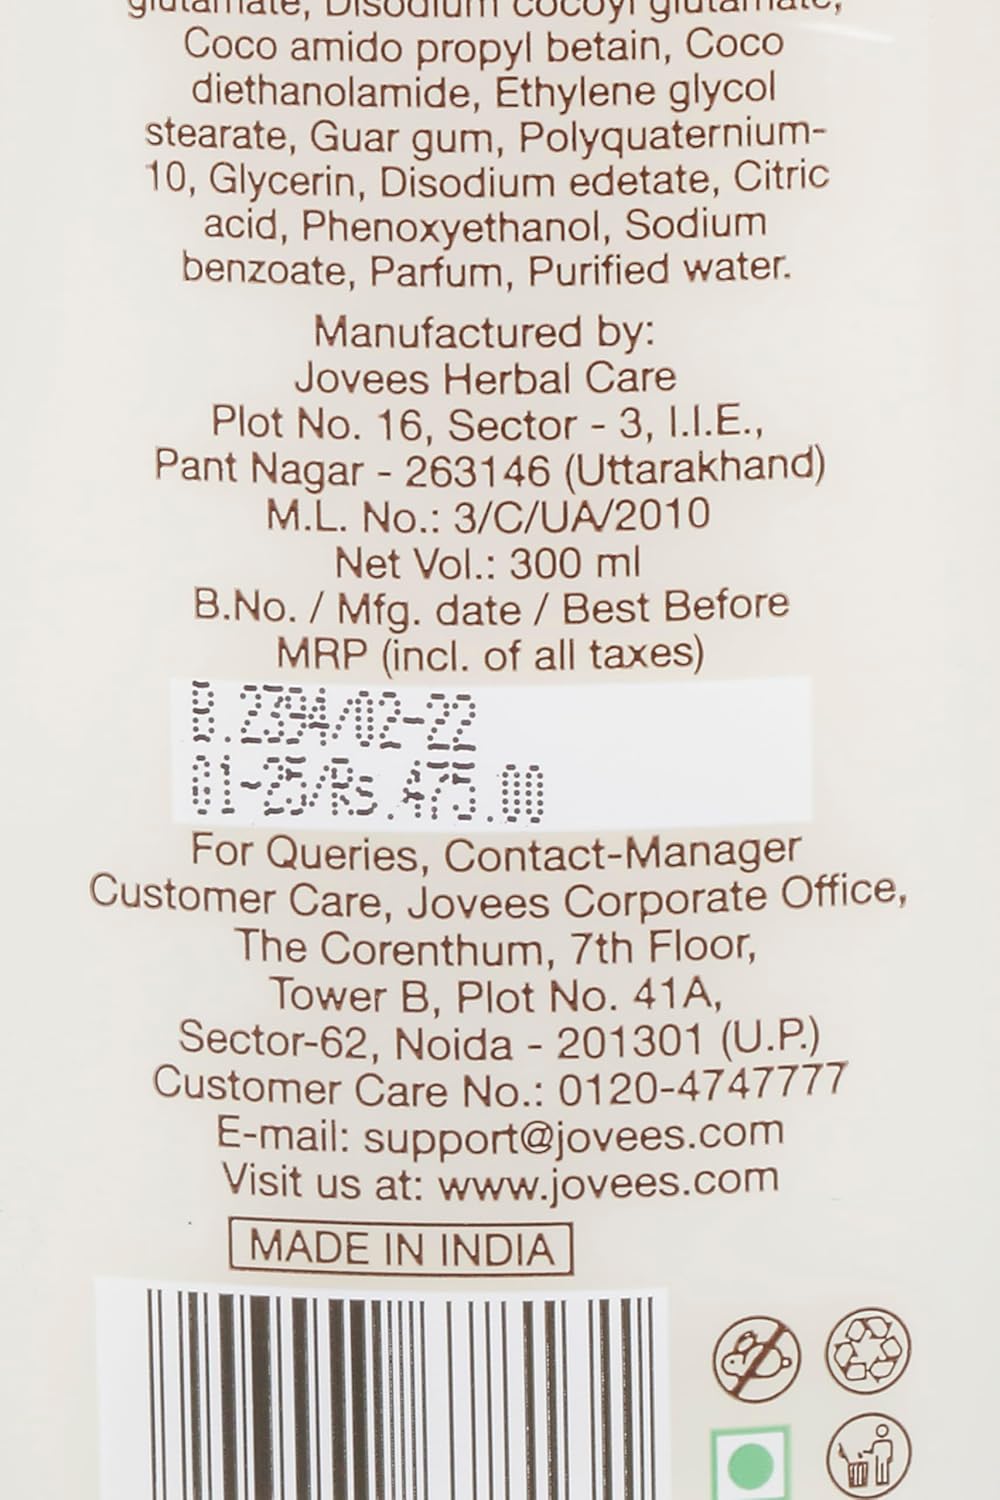 glutamate, Disodium cocoyl glutamate,
Coco amido propyl betain, Coco
diethanolamide, Ethylene glycol
stearate, Guar gum, Polyquaternium-
10, Glycerin, Disodium edetate, Citric
acid, Phenoxyethanol, Sodium
benzoate, Parfum, Purified water.
Manufactured by:
Jovees Herbal Care
Plot No. 16, Sector - 3, I.I.E.,
Pant Nagar - 263146 (Uttarakhand)
M.L. No.: 3/C/UA/2010
Net Vol.: 300 ml
B.No. / Mfg. date / Best Before
MRP (incl. of all taxes)
B.2394/02-22
01-25/Rs.475.00
For Queries, Contact-Manager
Customer Care, Jovees Corporate Office,
The Corenthum, 7th Floor,
Tower B, Plot No. 41A,
Sector-62, Noida - 201301 (U.P.)
Customer Care No.: 0120-4747777
E-mail: support@jovees.com
Visit us at: www.jovees.com
MADE IN INDIA